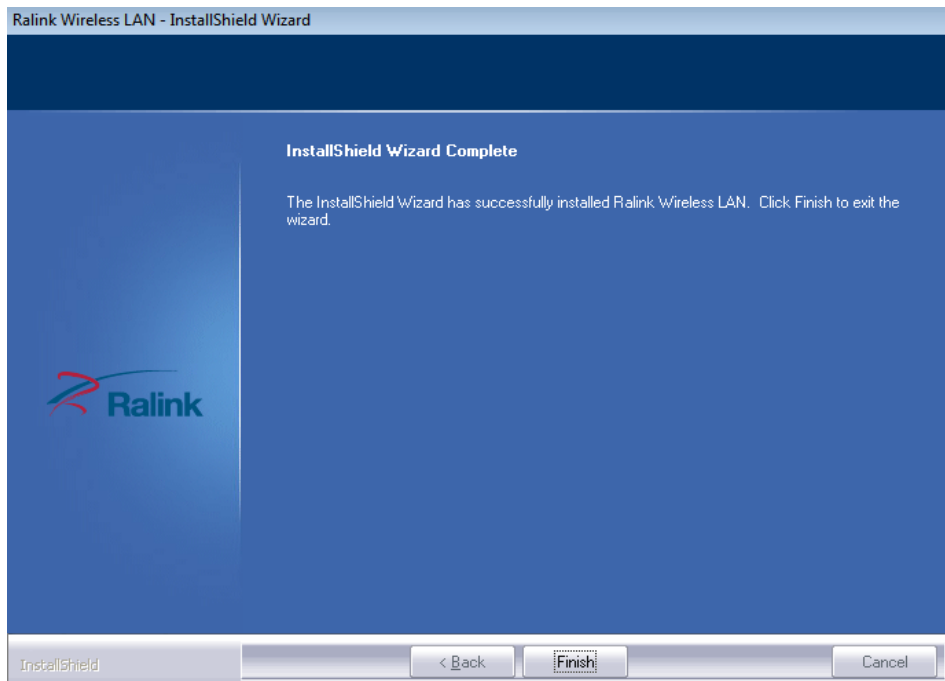 Ralink Wireless LAN - InstallShield Wizard
InstallShield Wizard Complete
The InstallShield Wizard has successfully installed Ralink Wireless LAN.  Click Finish to exit the
wizard.
Ralink
InstallShield
< Back
Finish
Cancel